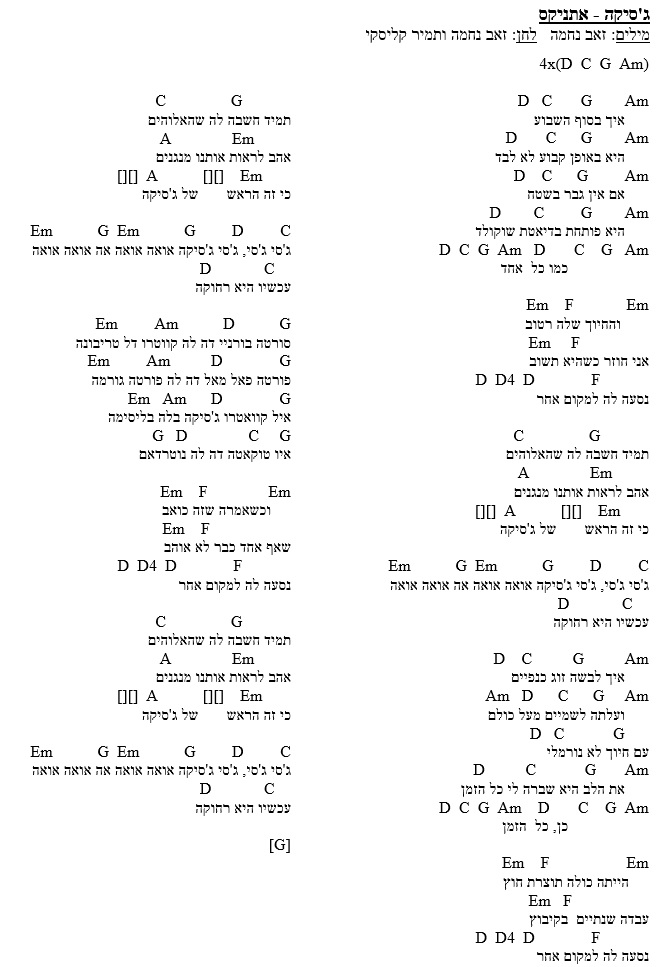 ג'סיקה - אתניקס
מילים: זאב נחמה   לחן: זאב נחמה ותמיר קליסקי
4x(D C G Am)
D C G Am
איך בסוף השבוע
D C G Am
היא באופן קבוע לא לבד
D C G Am
אם אין גבר בשטח
D C G Am
היא פותחת בדיאטת שוקולד
D C G Am D C G Am
כמו כל אחד
Em F Em
והחיוך שלה רטוב
Em F
אני חוזר כשהיא תשוב
D D4 D F
נסעה לה למקום אחר
C G
תמיד חשבה לה שהאלוהים
A Em
אהב לראות אותנו מנגנים
[][] A [][] Em
כי זה הראש של ג'סיקה
Em G Em G D C
ג'סי ג'סי, ג'סי ג'סיקה אואה אואה אה אואה אואה
D C
עכשיו היא רחוקה
D C G Am
איך לבשה זוג כנפיים
Am D C G Am
ועלתה לשמיים מעל כולם
D C G
עם חיוך לא נורמלי
D C G Am
את הלב היא שברה לי כל הזמן
D C G Am D C G Am
כן, כל הזמן
Em F Em
הייתה כולה תוצרת חוץ
Em F
עבדה שנתיים בקיבוץ
D D4 D F
נסעה לה למקום אחר
C G
תמיד חשבה לה שהאלוהים
A Em
אהב לראות אותנו מנגנים
[][] A [][] Em
כי זה הראש של ג'סיקה
Em G Em G D C
ג'סי ג'סי, ג'סי ג'סיקה אואה אואה אה אואה אואה
D C
עכשיו היא רחוקה
Em Am D G
סורטה בורניי דה לה קווטרו דל טריבונה
Em Am D G
פורטה פאל מאל דה לה פורטה גורמה
Em Am D G
איל קוואטרו ג'סיקה בלה בליסימה
G D C G
איו טוקאטה דה לה נוטרדאם
Em F Em
וכשאמרה שזה כואב
Em F
שאף אחד כבר לא אוהב
D D4 D F
נסעה לה למקום אחר
C G
תמיד חשבה לה שהאלוהים
A Em
אהב לראות אותנו מנגנים
[][] A [][] Em
כי זה הראש של ג'סיקה
Em G Em G D C
ג'סי ג'סי, ג'סי ג'סיקה אואה אואה אה אואה אואה
D C
עכשיו היא רחוקה
[G]